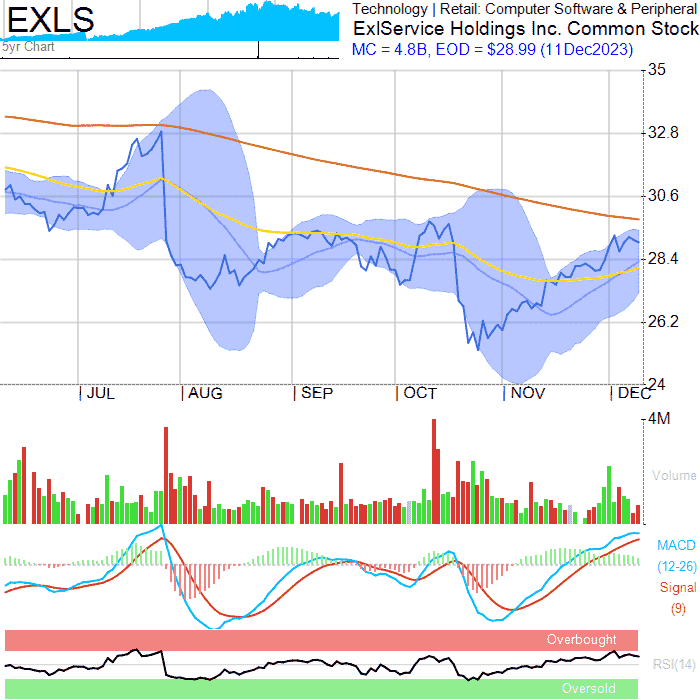 EXLS
5yr Chart
Technology | Retail: Computer Software & Peripheral
ExlService Holdings Inc. Common Stock
MC = 4.8B, EOD = $28.99 (11Dec2023)
35
32.8
30.6
28.4
26.2
24
JUL AUG SEP OCT NOV DEC
4M
Volume
MACD
(12-26)
Signal
(9)
Overbought
RSI(14)
Oversold